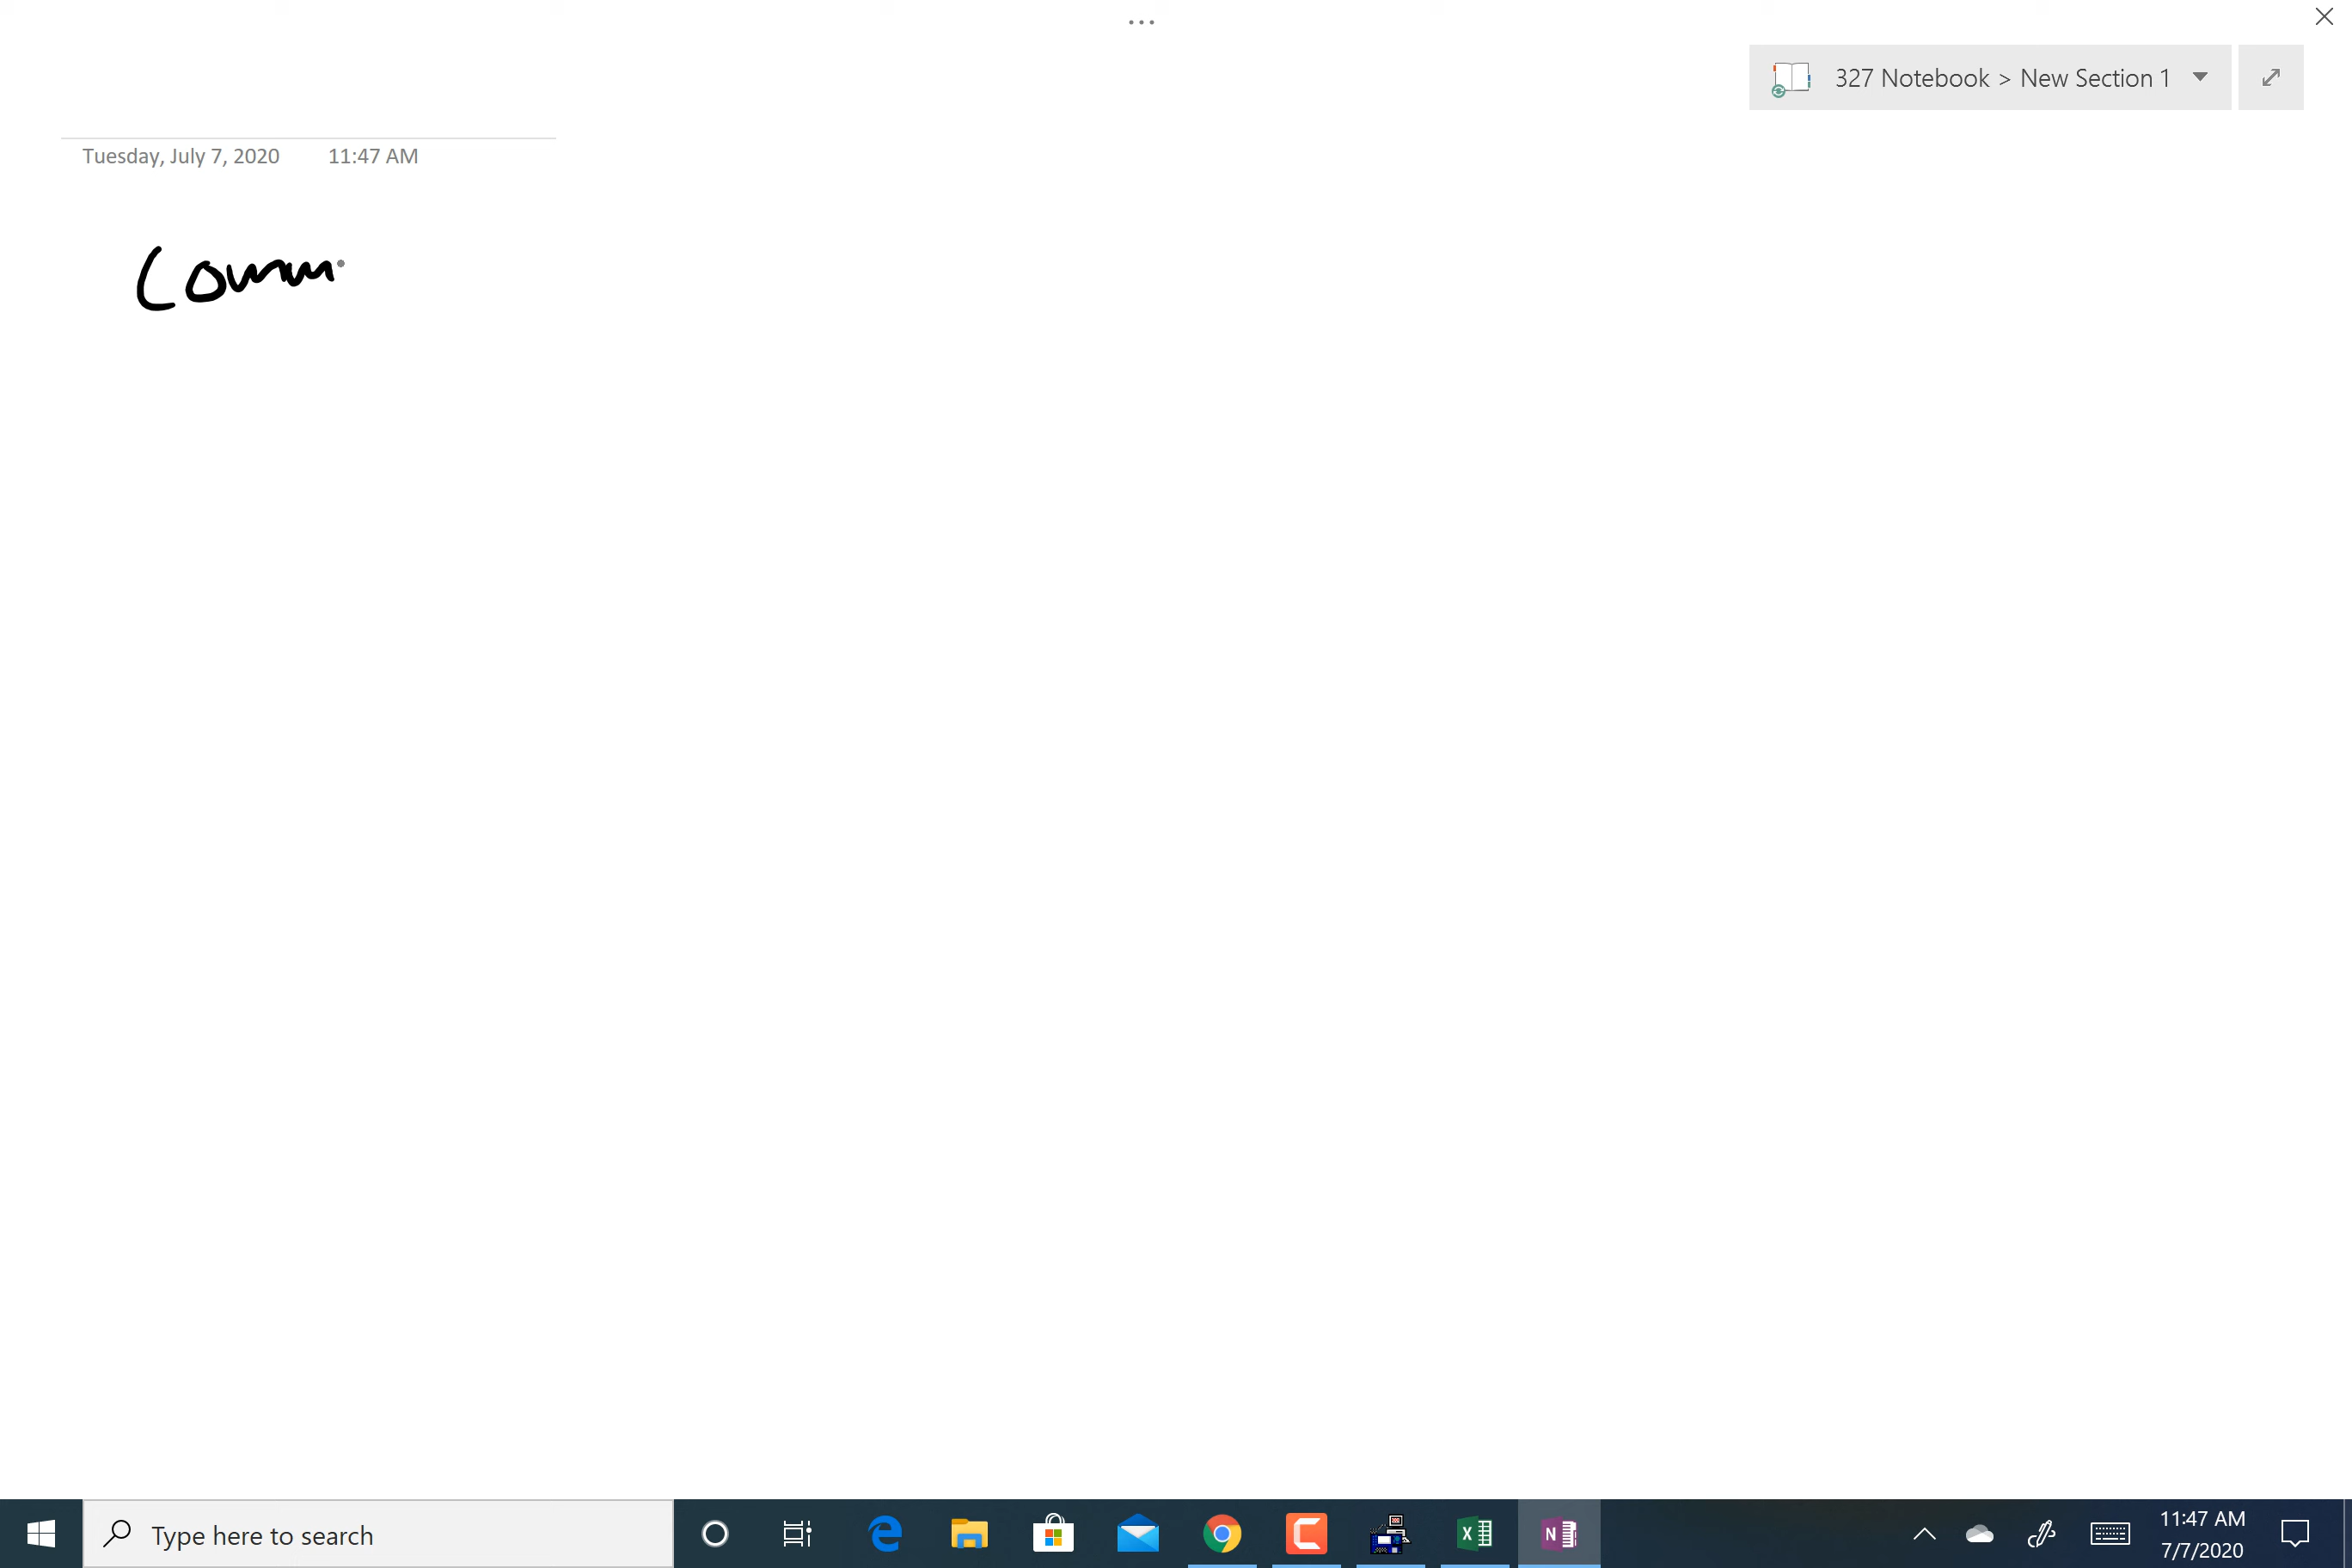 327 Notebook > New Section 1
Tuesday, July 7, 2020 11:47 AM
Comm
Type here to search
11:47 AM
7/7/2020